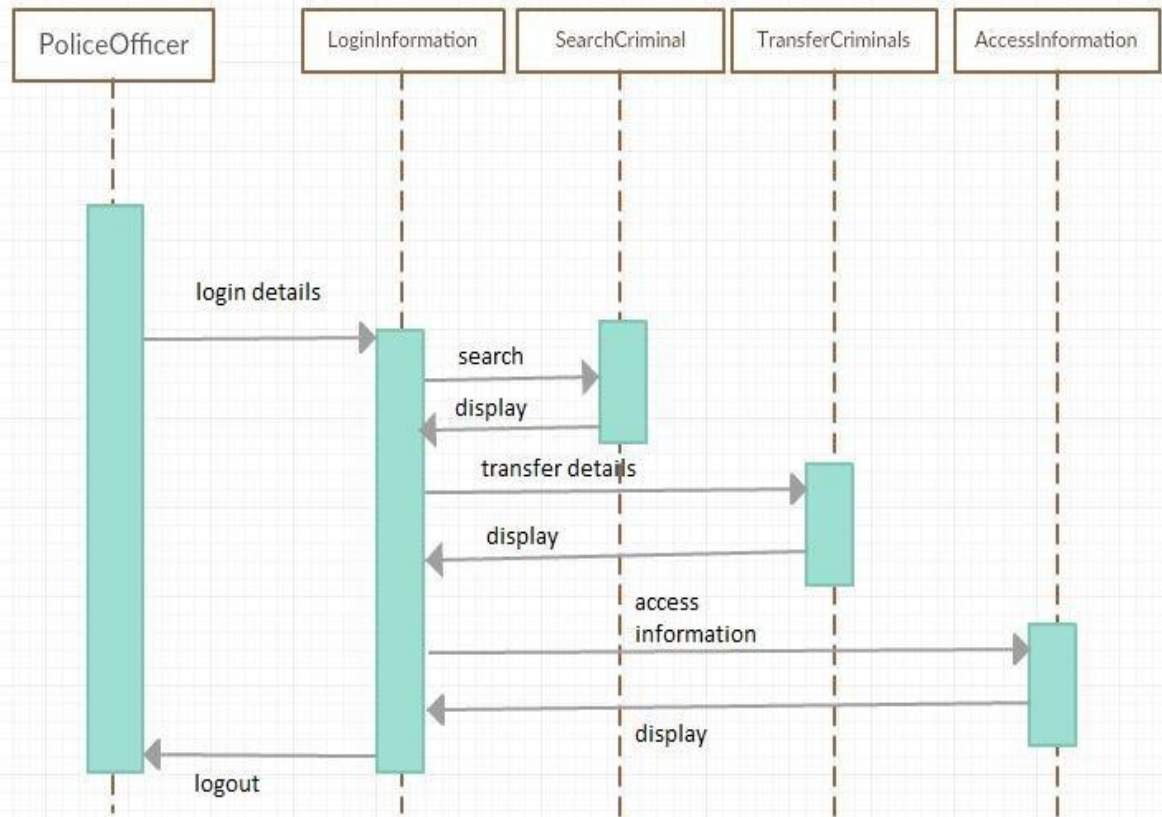 PoliceOfficer
LoginInformation
SearchCriminal
TransferCriminals
AccessInformation
login details
search
display
transfer details
display
access
information
display
logout